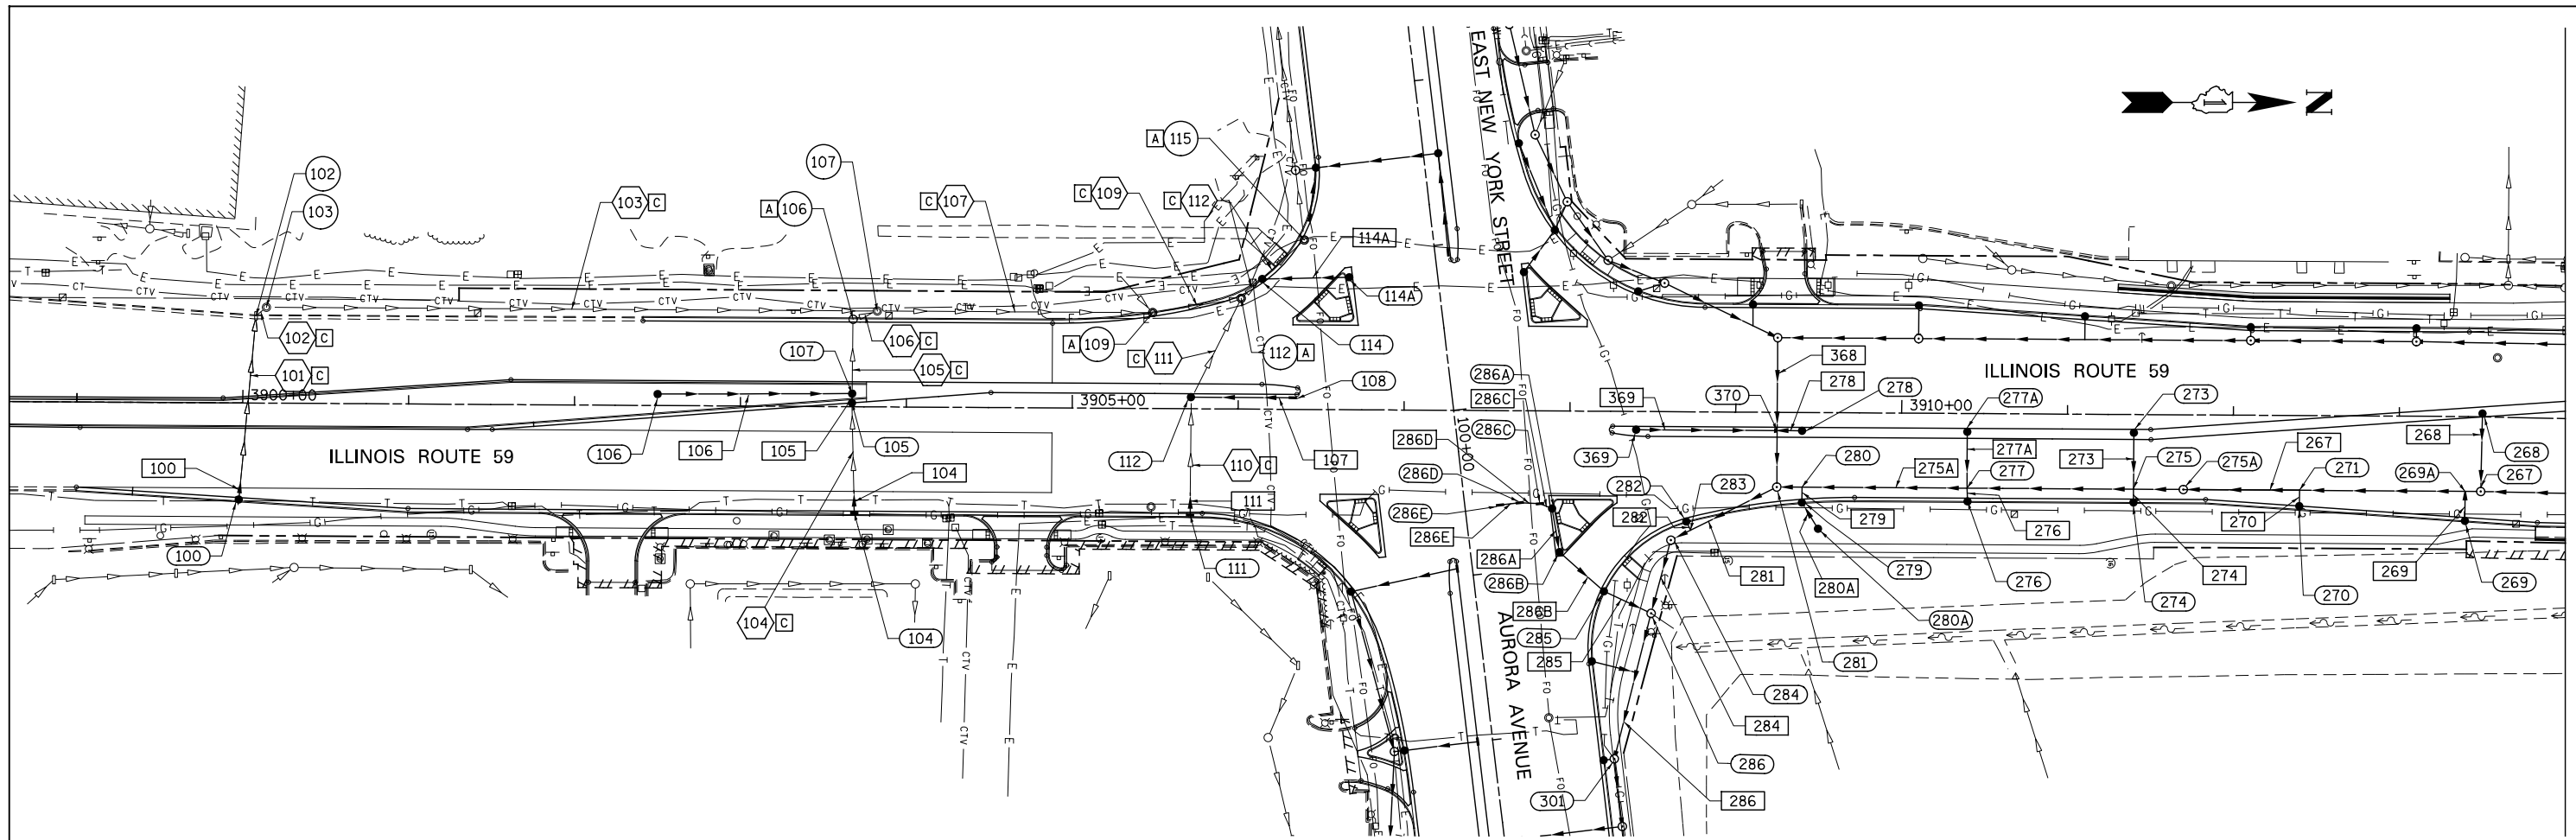 EAST NEW YORK STREET
N
102
103
107
A 106
103 C
C 107
C 109
C 112
A 115
114A
114A
102 C
101 C
107
106 C
105 C
A 109
C 111
112 A
114
108
3900+00
3905+00
3910+00
100+00
ILLINOIS ROUTE 59
ILLINOIS ROUTE 59
100
100
106
106
105
105
104
104
104 C
112
110 C
107
111
111
286A
286C
286C
286D
286D
286E
286E
286A
286B
286B
285
285
369
369
370
368
278
278
277A
277A
273
273
282
282
283
280
279
279
280A
280A
281
281
275A
275A
277
276
276
275
274
274
267
267
271
270
270
269A
269
269
268
268
284
284
286
286
301
AURORA AVENUE
E
T
G
CTV
FO